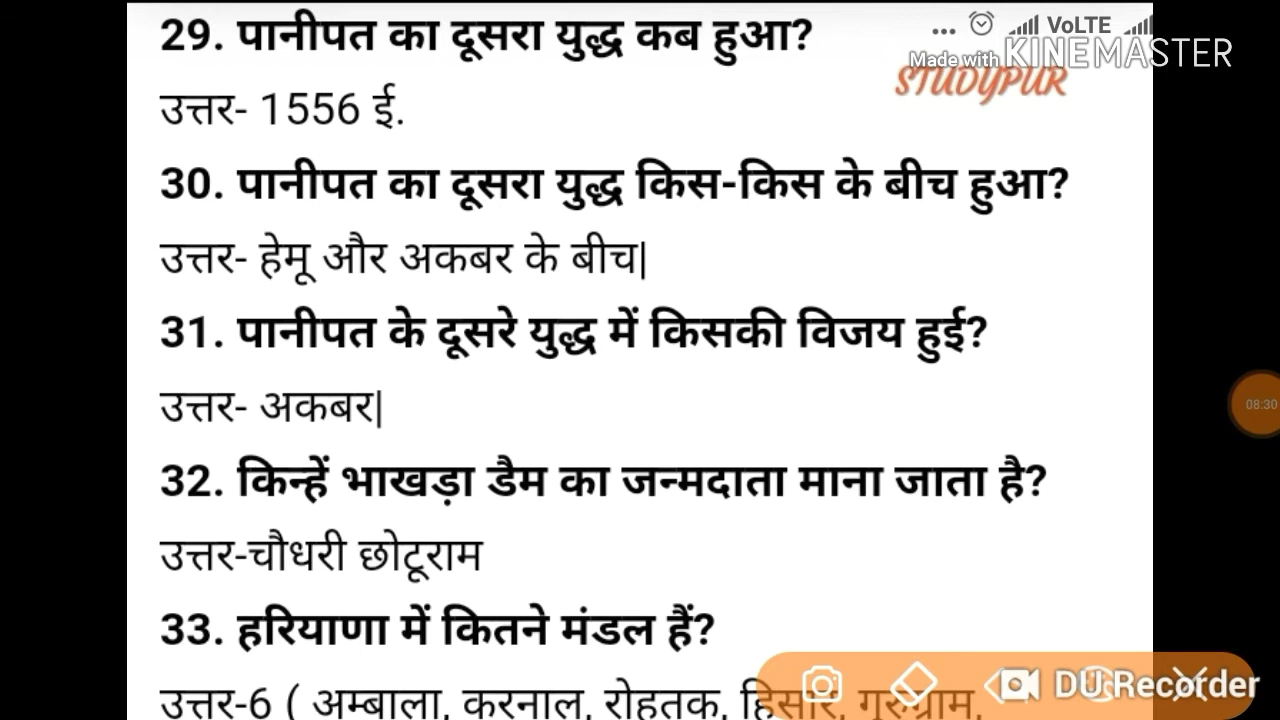 29. पानीपत का दूसरा युद्ध कब हुआ?
... VoLTE
Made with KINEMASTER
STUDYPUR
उत्तर- 1556 ई.
30. पानीपत का दूसरा युद्ध किस-किस के बीच हुआ?
उत्तर- हेमू और अकबर के बीच|
31. पानीपत के दूसरे युद्ध में किसकी विजय हुई?
उत्तर- अकबर|
08:30
32. किन्हें भाखड़ा डैम का जन्मदाता माना जाता है?
उत्तर-चौधरी छोटूराम
33. हरियाणा में कितने मंडल हैं?
उत्तर-6 ( अम्बाला, करनाल, रोहतक, हिसार, गुरुग्राम,
DU Recorder